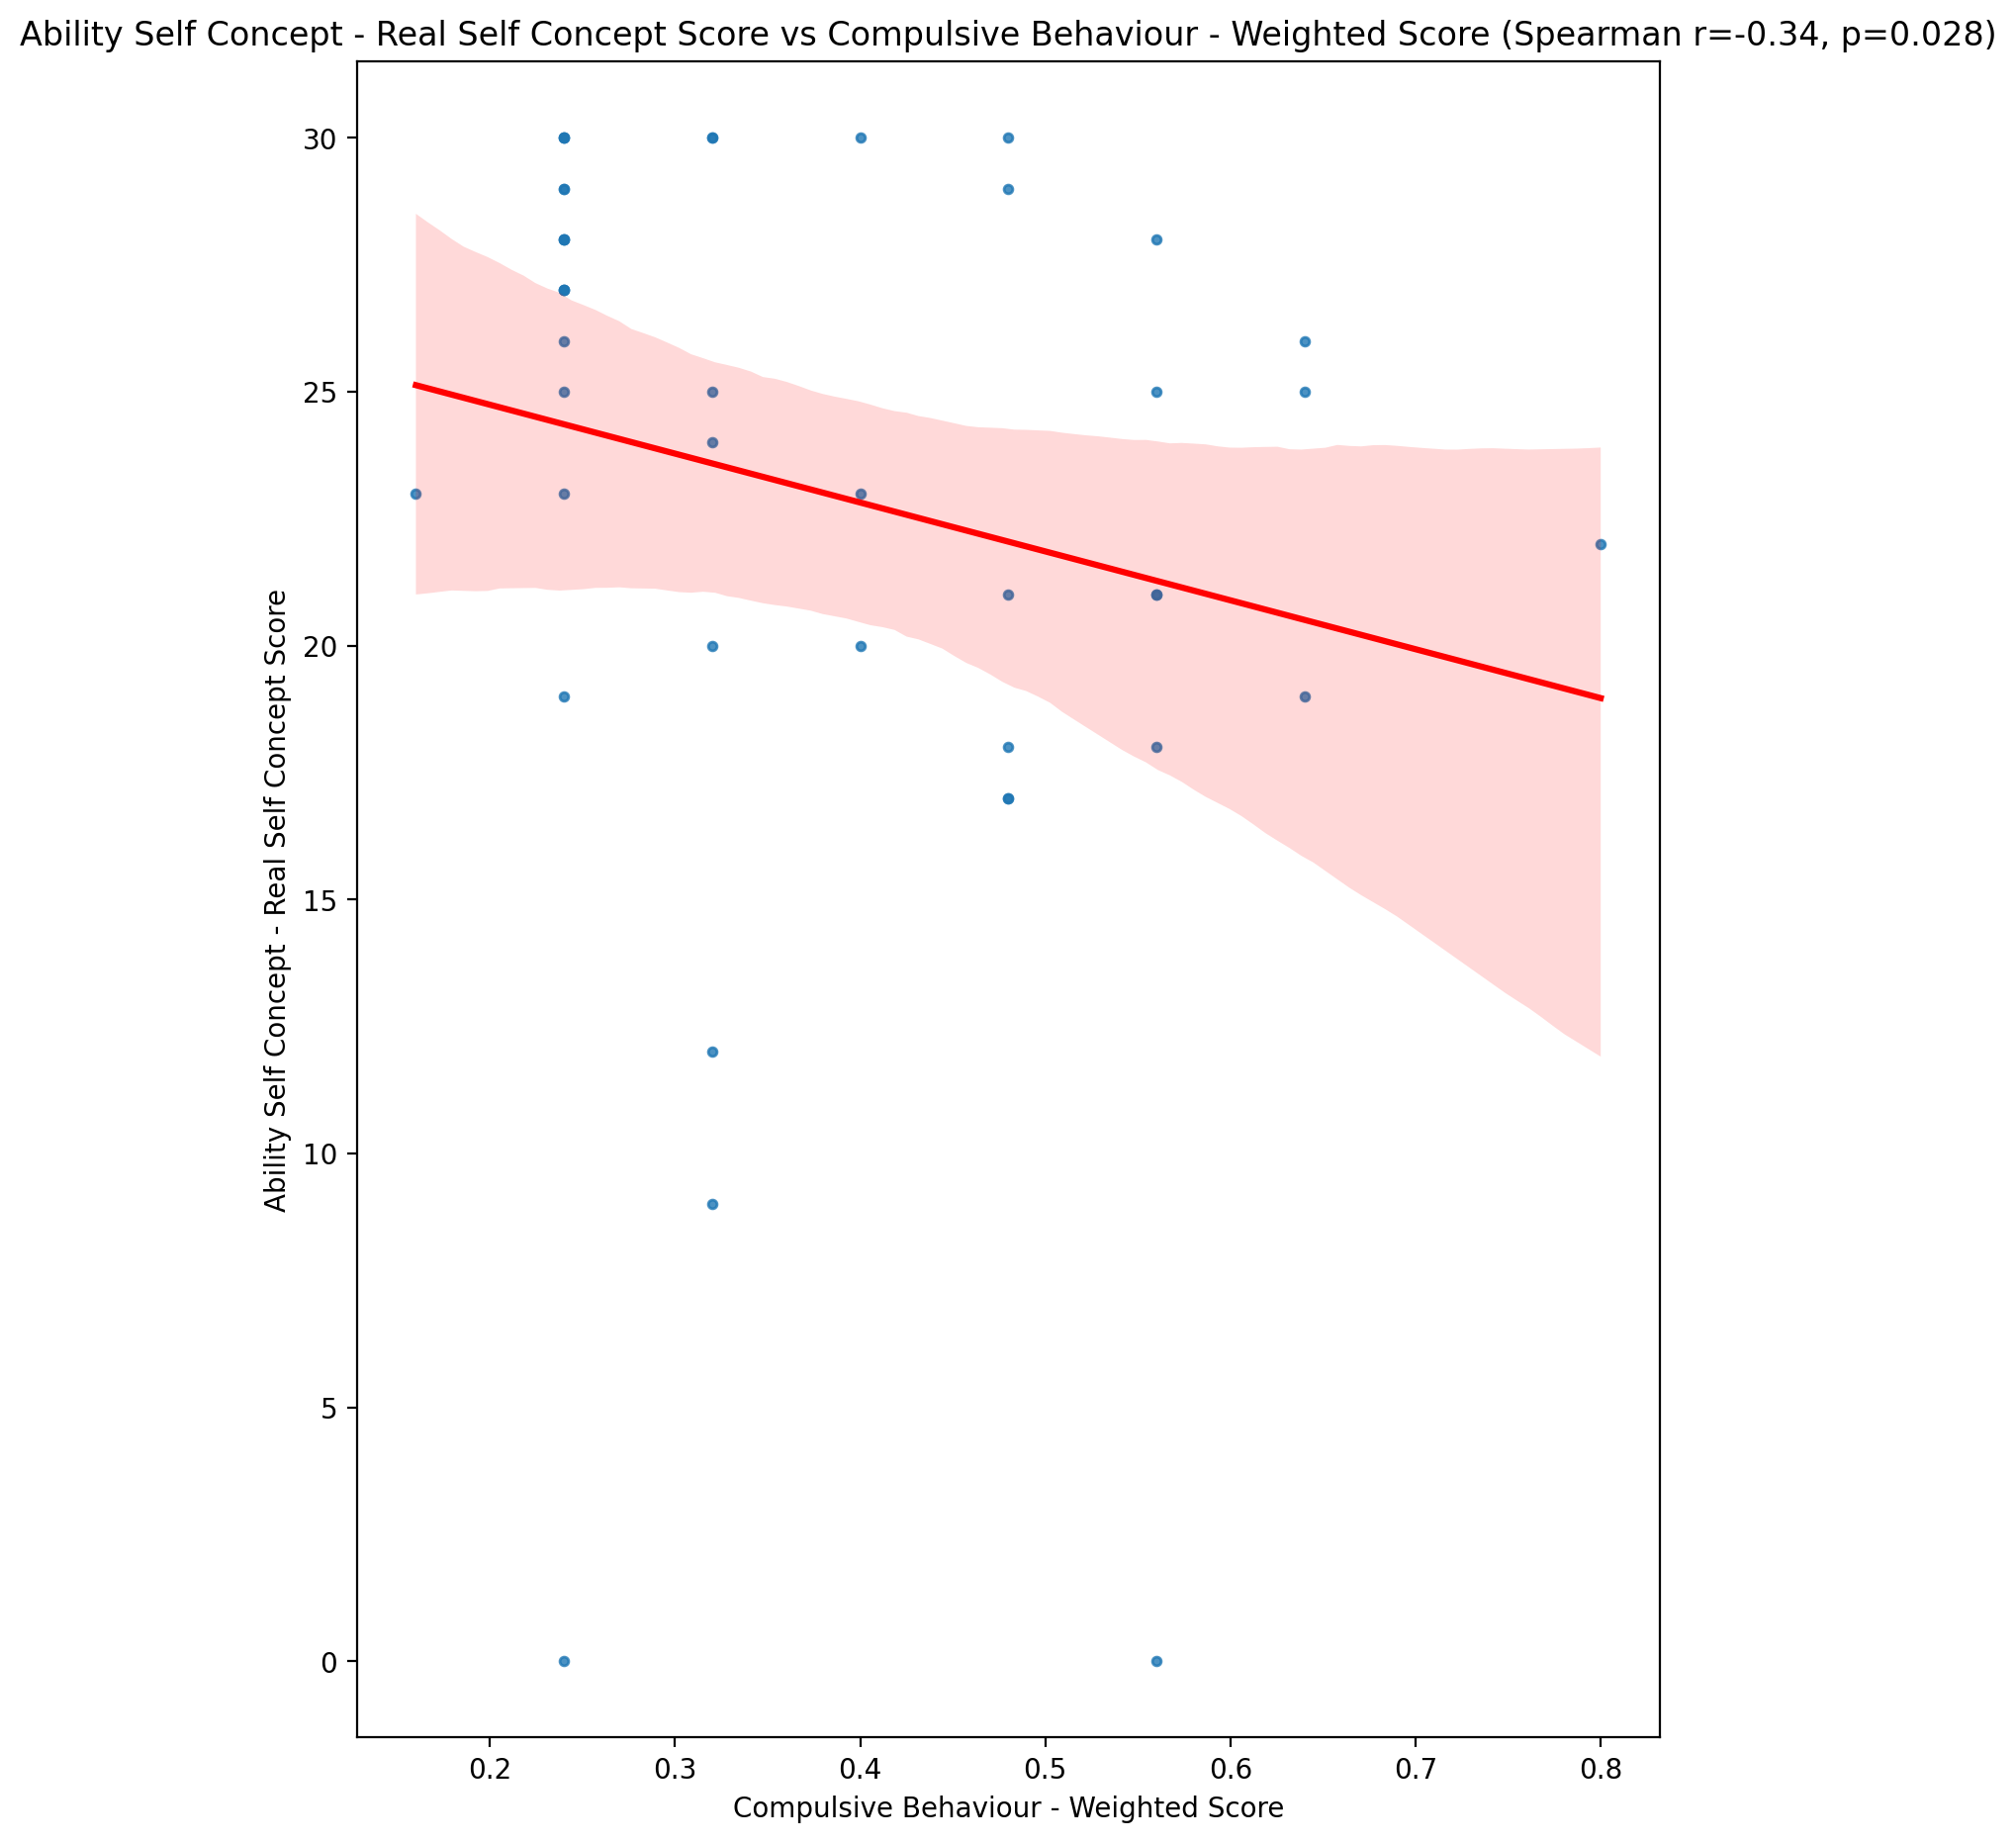 Ability Self Concept - Real Self Concept Score vs Compulsive Behaviour - Weighted Score (Spearman r=-0.34, p=0.028)
Ability Self Concept - Real Self Concept Score
30
25
20
15
10
5
0
0.2 0.3 0.4 0.5 0.6 0.7 0.8
Compulsive Behaviour - Weighted Score